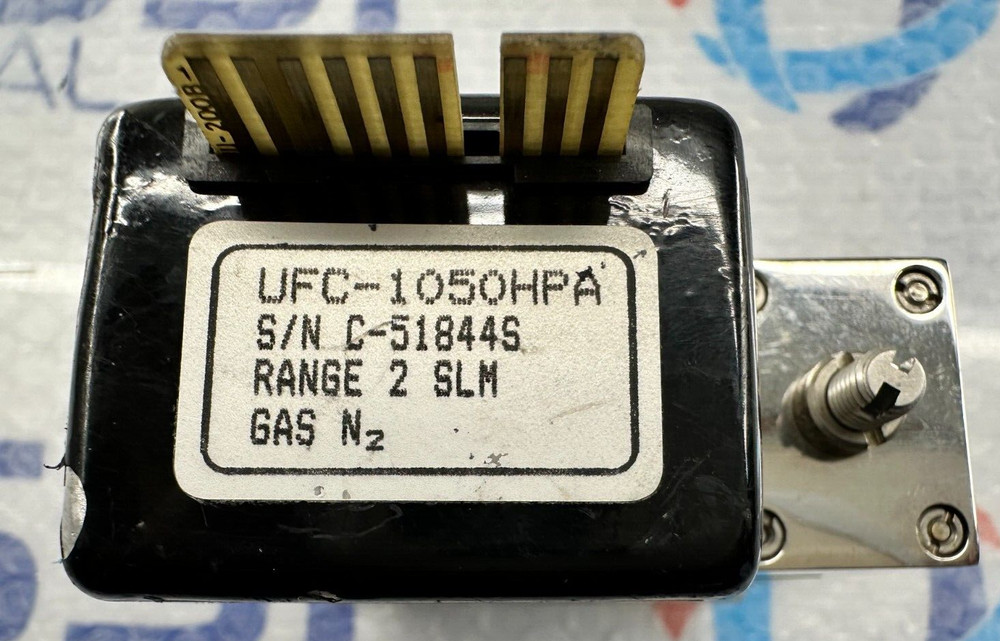 UFC-1050HPA
S/N C-51844S
RANGE 2 SLM
GAS N₂